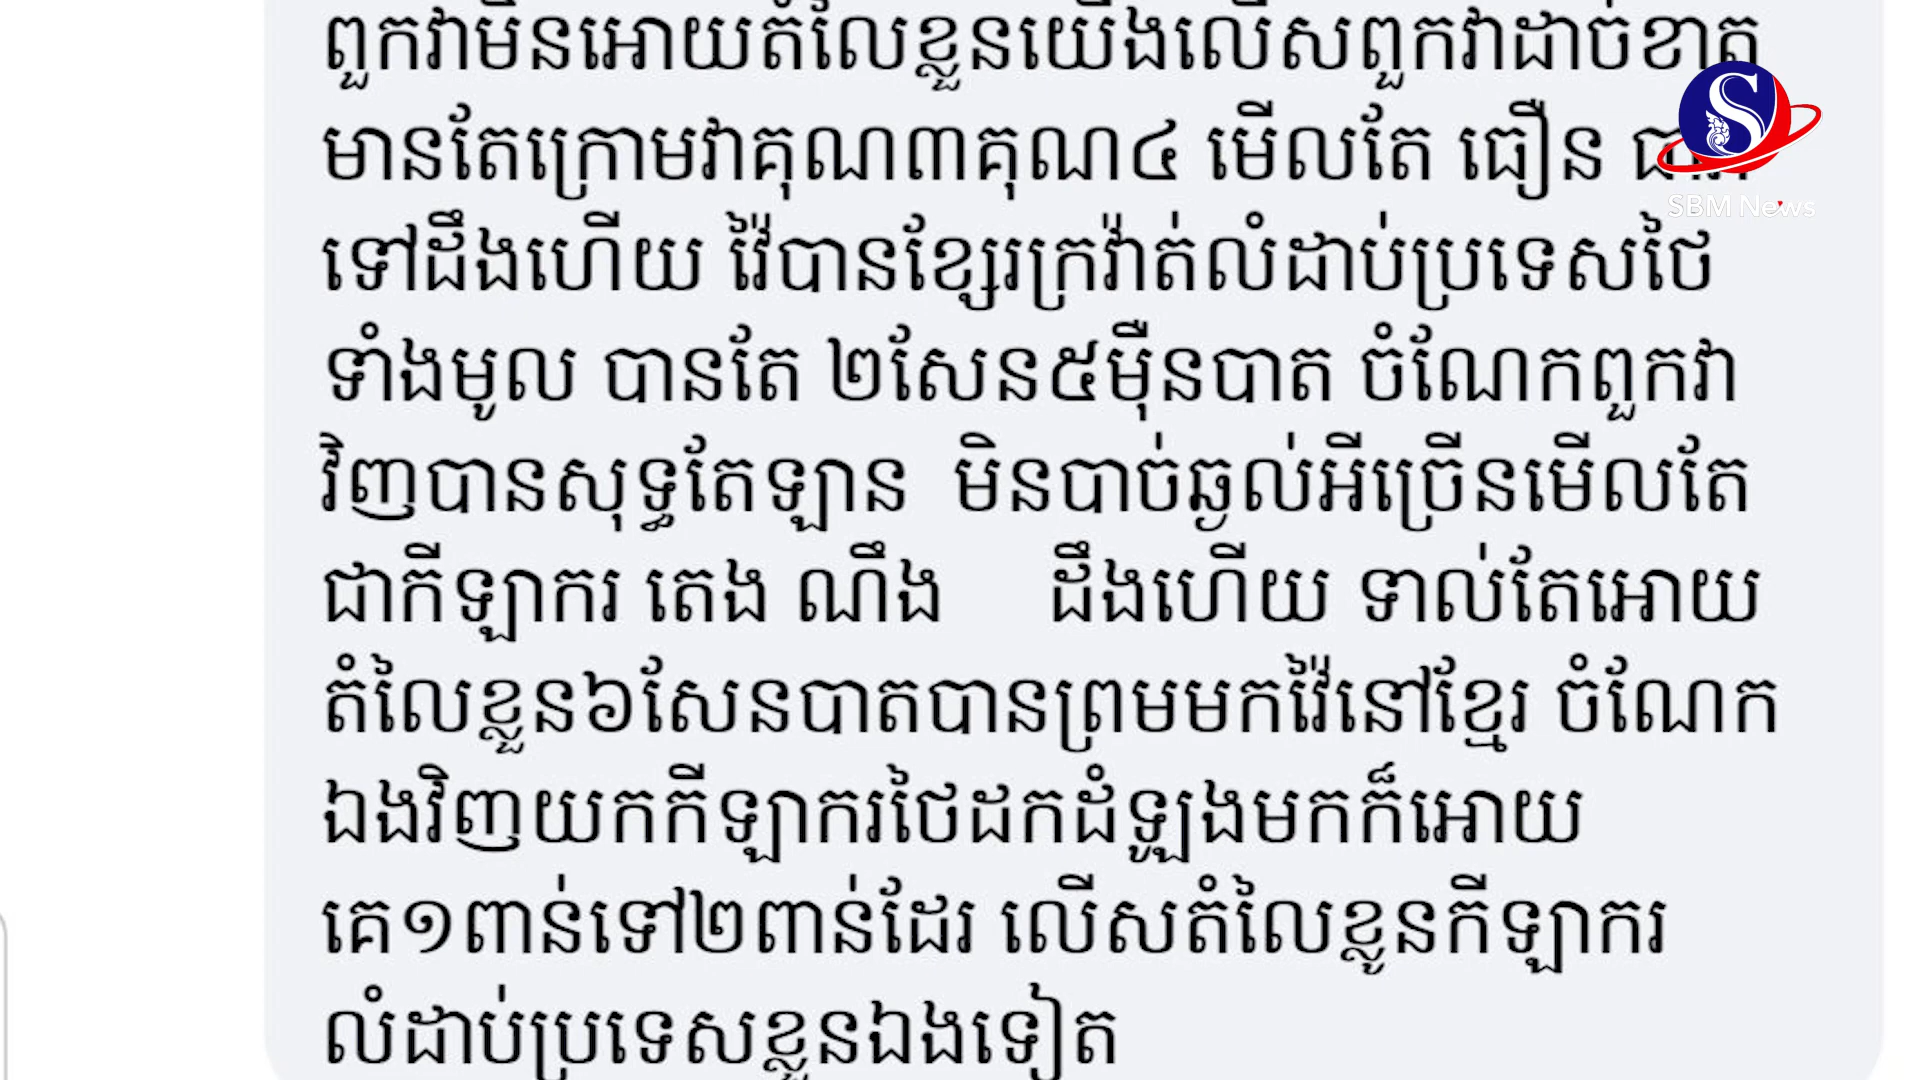 ពួកវាមិនអោយតំលៃខ្លួនយើងលើសពួកវាដាច់ខាត
មានតែក្រោមវាគុណ៣គុណ៤ មើលតែ ធឿន
ទៅដឹងហើយ វ៉ៃបានខ្សែរក្រវ៉ាត់លំដាប់ប្រទេសថៃ
ទាំងមូល បានតែ ២សែន៥ម៉ឺនបាត ចំណែកពួកវា
វិញបានសុទ្ធតែឡាន មិនបាច់ឆ្ងល់អីច្រើនមើលតែ
ជាកីឡាករ តេង ណឹង ដឹងហើយ ទាល់តែអោយ
តំលៃខ្លួន៦សែនបាតបានព្រមមកវ៉ៃនៅខ្មែរ ចំណែក
ឯងវិញយកកីឡាករថៃដកដំឡូឡងមកក៏អោយ
គេ១ពាន់ទៅ២ពាន់ដែរ លើសតំលៃខ្លូនកីឡាករ
លំដាប់ប្រទេសខ្លួនឯងទៀត
SBM News